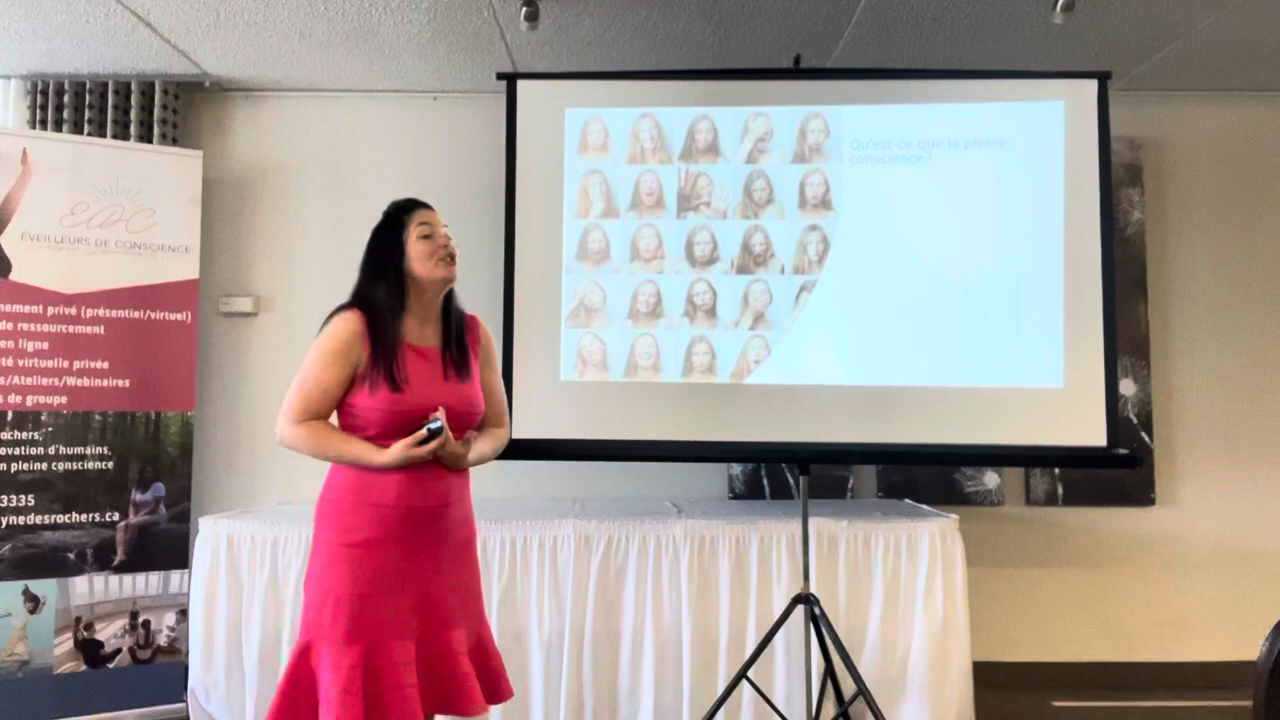 EDC
ÉVEILLEURS DE CONSCIENCE
nement privé (présentiel/virtuel)
de ressourcement
en ligne
té virtuelle privée
s/Ateliers/Webinaires
s de groupe
ochers,
ovation d'humains,
n pleine conscience
3335
ynedesrochers.ca
Qu'est-ce que la pleine
conscience?